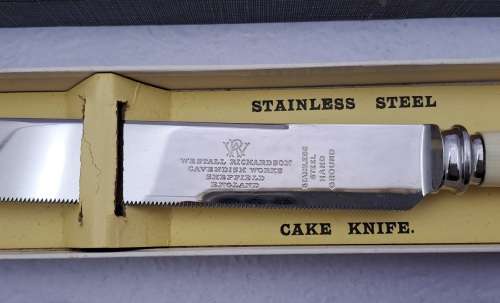 STAINLESS STEEL
WR
WESTALL RICHARDSON
CAVENDISH WORKS
SHEFFIELD
ENGLAND
STAINLESS
STEEL
HAND
GROUND
CAKE KNIFE.